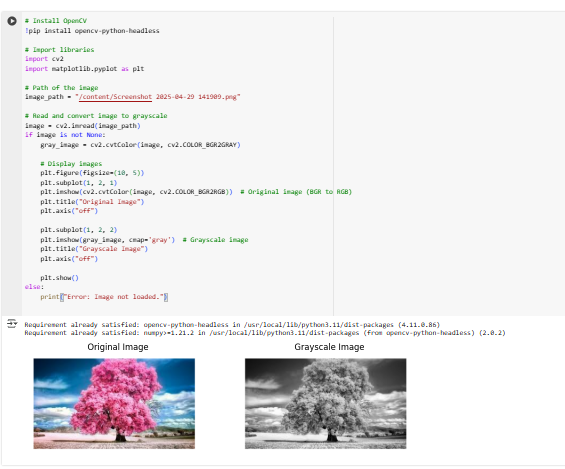 # Install OpenCV
!pip install opencv-python-headless
# Import libraries
import cv2
import matplotlib.pyplot as plt
# Path of the image
image_path = "/content/Screenshot 2025-04-29 141909.png"
# Read and convert image to grayscale
image = cv2.imread(image_path)
if image is not None:
    gray_image = cv2.cvtColor(image, cv2.COLOR_BGR2GRAY)
    # Display images
    plt.figure(figsize=(10, 5))
    plt.subplot(1, 2, 1)
    plt.imshow(cv2.cvtColor(image, cv2.COLOR_BGR2RGB))  # Original image (BGR to RGB)
    plt.title("Original Image")
    plt.axis("off")
    plt.subplot(1, 2, 2)
    plt.imshow(gray_image, cmap='gray')  # Grayscale image
    plt.title("Grayscale Image")
    plt.axis("off")
    plt.show()
else:
    print("Error: Image not loaded.")
Requirement already satisfied: opencv-python-headless in /usr/local/lib/python3.11/dist-packages (4.11.0.86)
Requirement already satisfied: numpy>=1.21.2 in /usr/local/lib/python3.11/dist-packages (from opencv-python-headless) (2.0.2)
Original Image
Grayscale Image